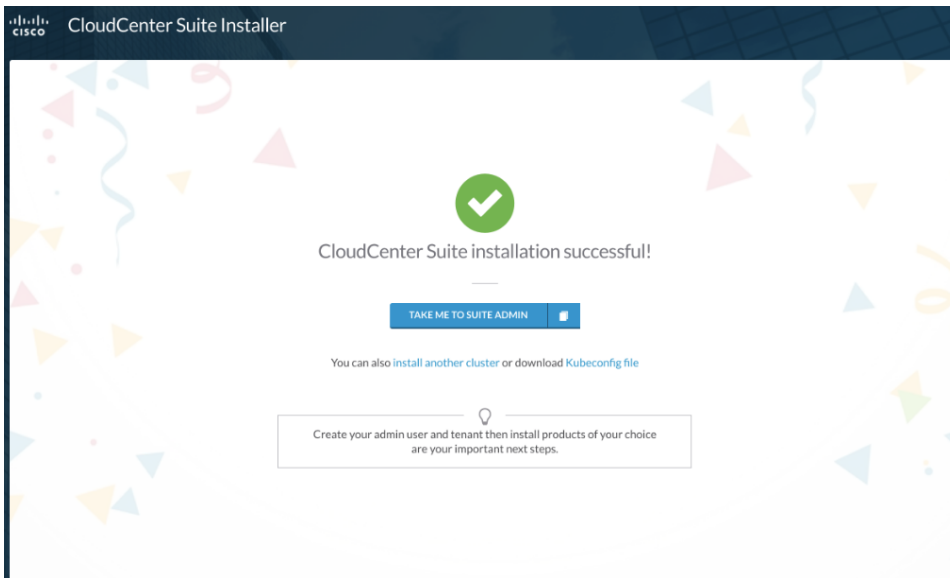 cisco
CloudCenter Suite Installer
CloudCenter Suite installation successful!
TAKE ME TO SUITE ADMIN
You can also install another cluster or download Kubeconfig file
Create your admin user and tenant then install products of your choice
are your important next steps.